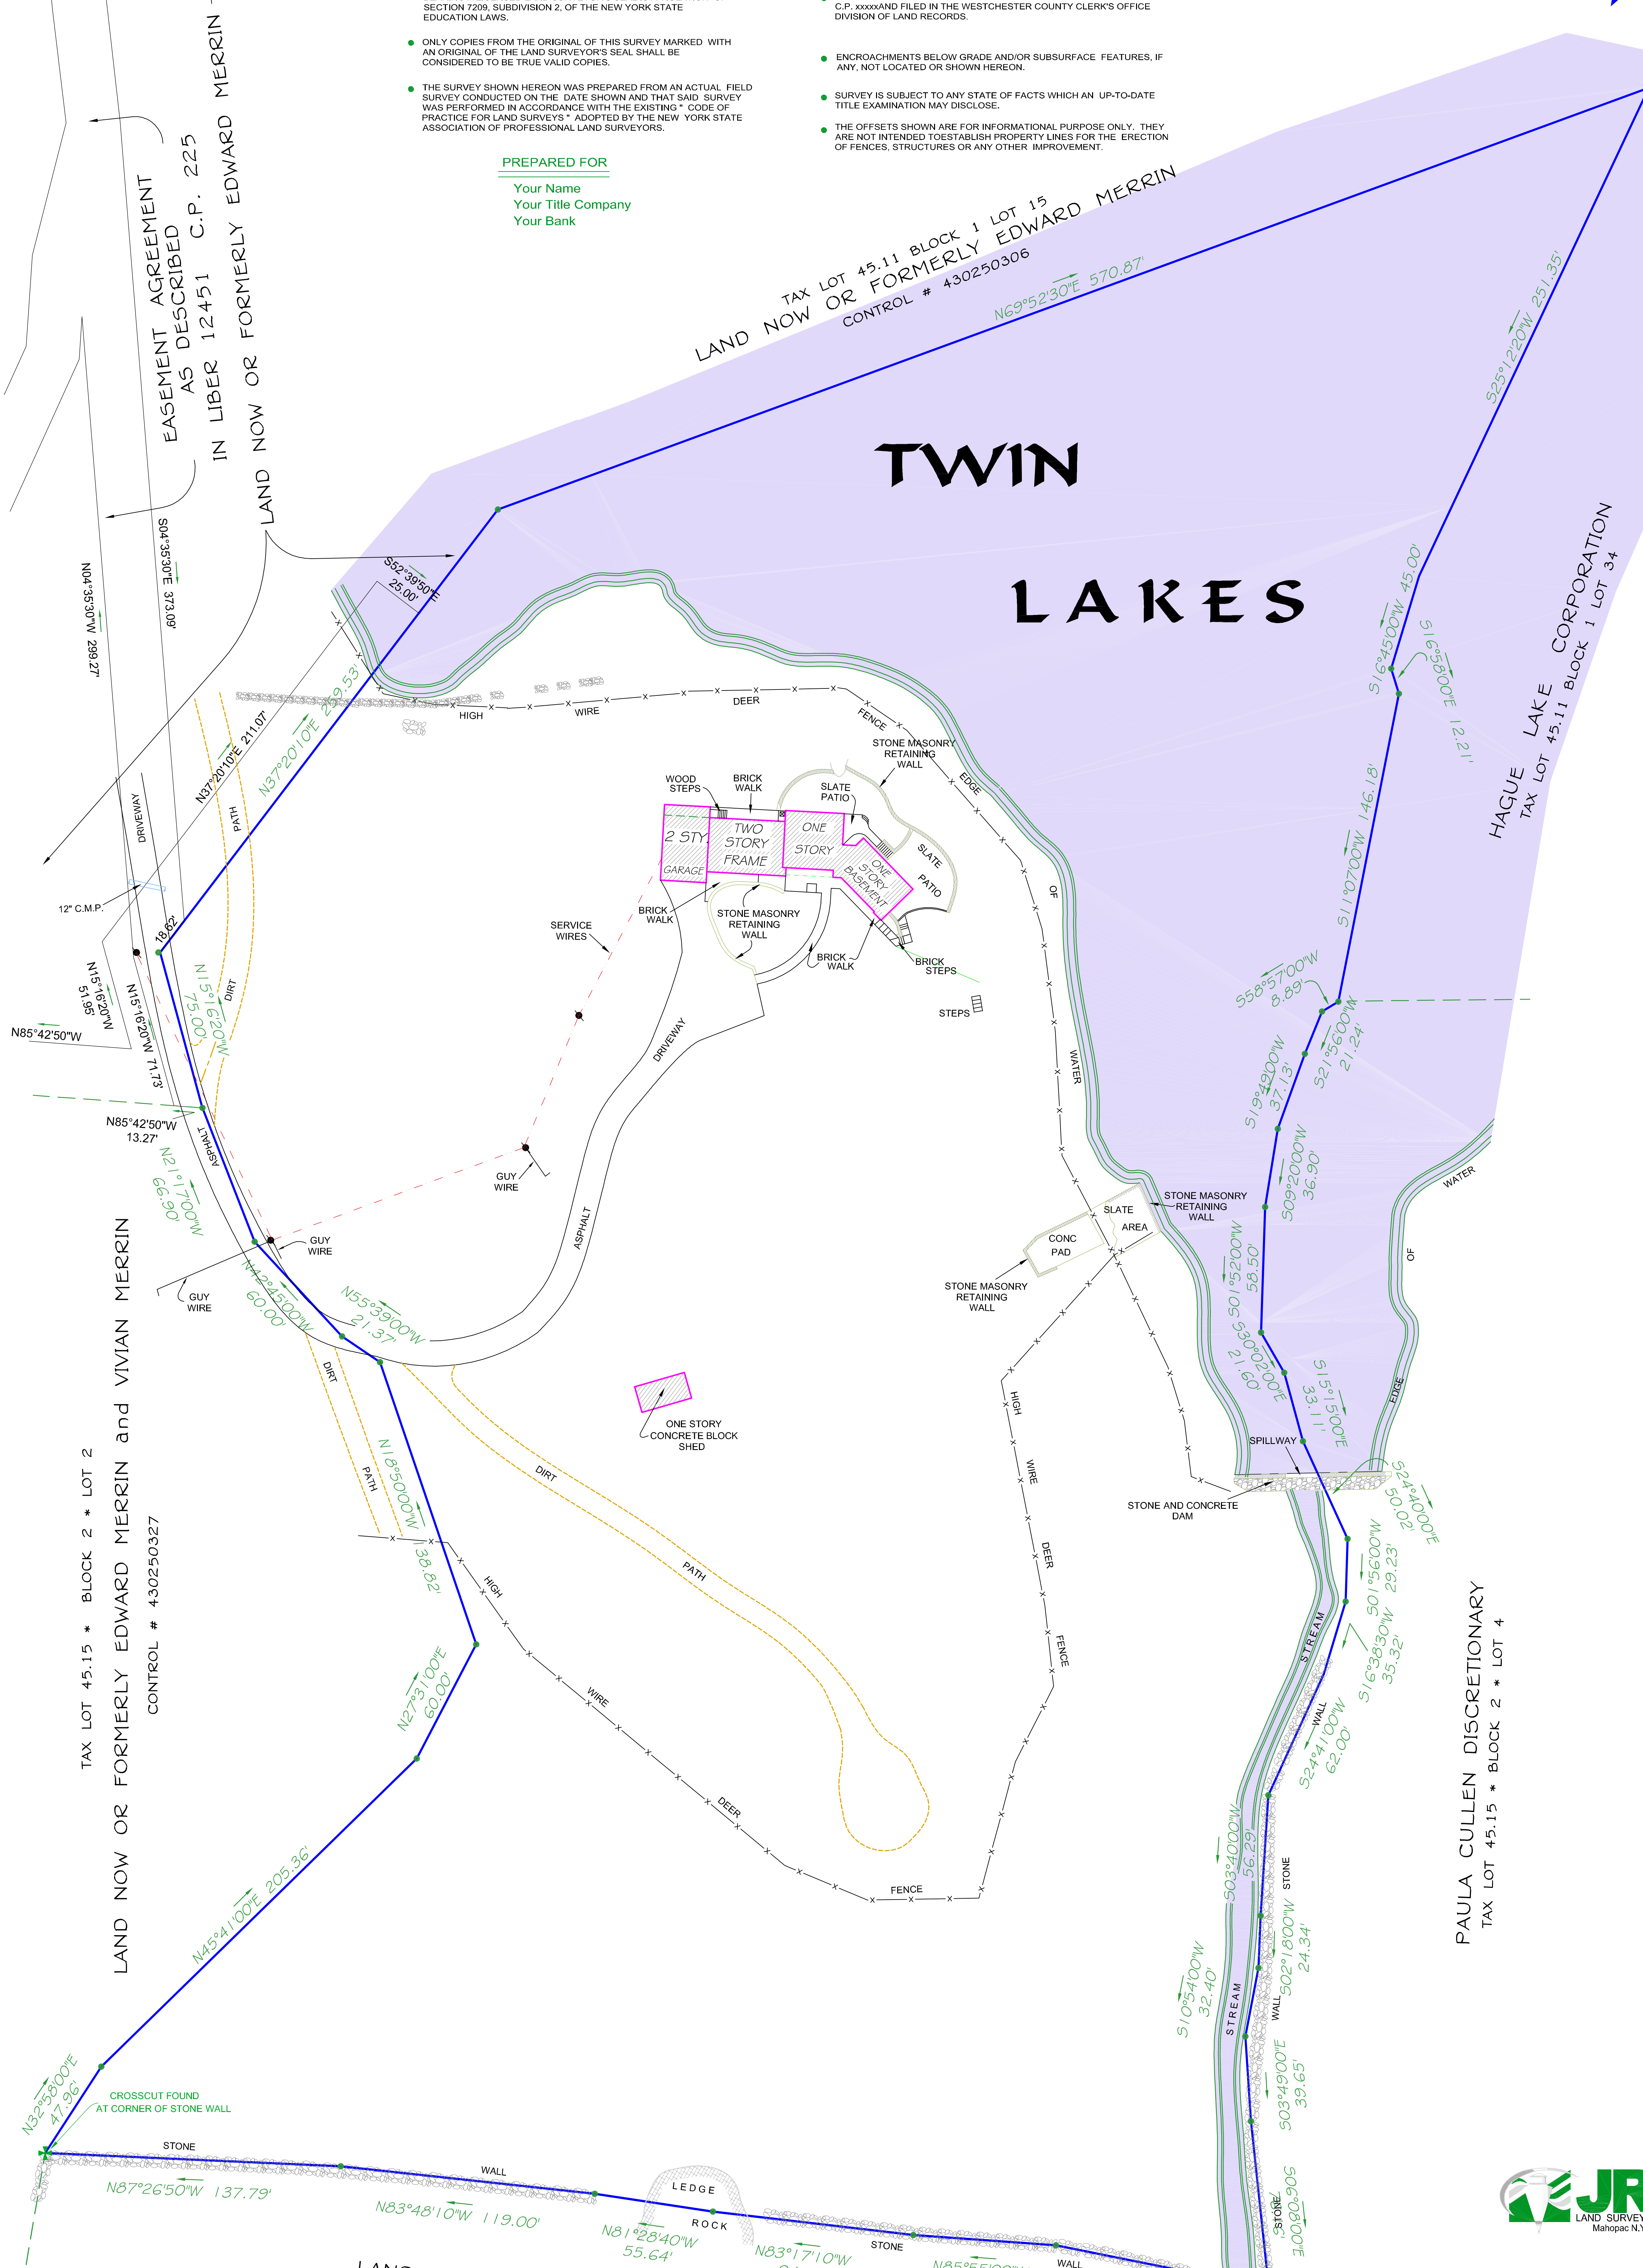 SECTION 7209, SUBDIVISION 2, OF THE NEW YORK STATE
EDUCATION LAWS.
ONLY COPIES FROM THE ORIGINAL OF THIS SURVEY MARKED WITH
AN ORIGINAL OF THE LAND SURVEYOR'S SEAL SHALL BE
CONSIDERED TO BE TRUE VALID COPIES.
THE SURVEY SHOWN HEREON WAS PREPARED FROM AN ACTUAL FIELD
SURVEY CONDUCTED ON THE DATE SHOWN AND THAT SAID SURVEY
WAS PERFORMED IN ACCORDANCE WITH THE EXISTING " CODE OF
PRACTICE FOR LAND SURVEYS " ADOPTED BY THE NEW YORK STATE
ASSOCIATION OF PROFESSIONAL LAND SURVEYORS.
C.P. xxxxxAND FILED IN THE WESTCHESTER COUNTY CLERK'S OFFICE
DIVISION OF LAND RECORDS.
ENCROACHMENTS BELOW GRADE AND/OR SUBSURFACE FEATURES, IF
ANY, NOT LOCATED OR SHOWN HEREON.
SURVEY IS SUBJECT TO ANY STATE OF FACTS WHICH AN UP-TO-DATE
TITLE EXAMINATION MAY DISCLOSE.
THE OFFSETS SHOWN ARE FOR INFORMATIONAL PURPOSE ONLY. THEY
ARE NOT INTENDED TOESTABLISH PROPERTY LINES FOR THE ERECTION
OF FENCES, STRUCTURES OR ANY OTHER IMPROVEMENT.
PREPARED FOR
Your Name
Your Title Company
Your Bank
EASEMENT AGREEMENT
AS DESCRIBED
IN LIBER 12451 C.P. 225
LAND NOW OR FORMERLY EDWARD MERRIN
TAX LOT 45.11 BLOCK 1 LOT 15
LAND NOW OR FORMERLY EDWARD MERRIN
CONTROL # 430250306
N69°52'30"E 570.87'
S25°12'20"W 251.35'
TWIN
LAKES
HAGUE LAKE CORPORATION
TAX LOT 45.11 BLOCK 1 LOT 34
S16°45'00"W 45.00'
S16°58'00"E 12.21'
S11°07'00"W 146.18'
S04°35'30"E 373.09'
N04°35'30"W 299.27'
S52°39'50"E
25.00'
N37°20'10"E 211.07'
N37°20'10"E 259.53'
HIGH
WIRE
DEER
FENCE
EDGE
OF
WATER
STONE MASONRY
RETAINING
WALL
WOOD
STEPS
BRICK
WALK
SLATE
PATIO
2 STY.
GARAGE
TWO
STORY
FRAME
ONE
STORY
ONE
STORY
BASEMENT
SLATE
PATIO
BRICK
WALK
STONE MASONRY
RETAINING
WALL
BRICK
WALK
BRICK
STEPS
STEPS
SERVICE
WIRES
DRIVEWAY
PATH
DIRT
12" C.M.P.
18.62'
N15°16'20"W
51.95'
N15°16'20"W 71.73'
N15°16'20"W
75.00'
N85°42'50"W
N85°42'50"W
13.27'
ASPHALT
N21°17'00"W
66.90'
DRIVEWAY
ASPHALT
GUY
WIRE
GUY
WIRE
GUY
WIRE
N42°45'00"W
60.00'
N55°39'00"W
21.37'
S58°57'00"W
8.89'
S21°56'00"W
21.24'
S19°49'00"W
37.13'
S09°20'00"W
36.90'
S01°52'00"W
58.50'
S30°02'00"E
21.60'
S15°15'00"E
33.11'
WATER
OF
EDGE
STONE MASONRY
RETAINING
WALL
SLATE
AREA
CONC
PAD
STONE MASONRY
RETAINING
WALL
SPILLWAY
STONE AND CONCRETE
DAM
S24°40'00"E
50.02'
S01°56'00"W 29.23'
S16°38'30"W
35.32'
S24°41'00"W
62.00'
WALL
STREAM
ONE STORY
CONCRETE BLOCK
SHED
DIRT
PATH
DIRT
PATH
N18°50'00"W 138.82'
HIGH
WIRE
DEER
FENCE
HIGH
WIRE
DEER
FENCE
N27°31'00"E
60.00'
N45°41'00"E 205.36'
TAX LOT 45.15 * BLOCK 2 * LOT 2
LAND NOW OR FORMERLY EDWARD MERRIN and VIVIAN MERRIN
CONTROL # 430250327
PAULA CULLEN DISCRETIONARY
TAX LOT 45.15 * BLOCK 2 * LOT 4
S03°40'00"W
56.29'
STONE
S02°18'00"W
24.34'
WALL
S10°54'00"W
32.40'
STREAM
S03°49'00"E
39.65'
S06°08'00"E
STONE
N32°58'00"E
47.96'
CROSSCUT FOUND
AT CORNER OF STONE WALL
STONE
N87°26'50"W 137.79'
WALL
N83°48'10"W 119.00'
LEDGE
ROCK
N81°28'40"W
55.64'
N83°17'10"W
STONE
WALL
JR
LAND SURVEY
Mahopac N.Y